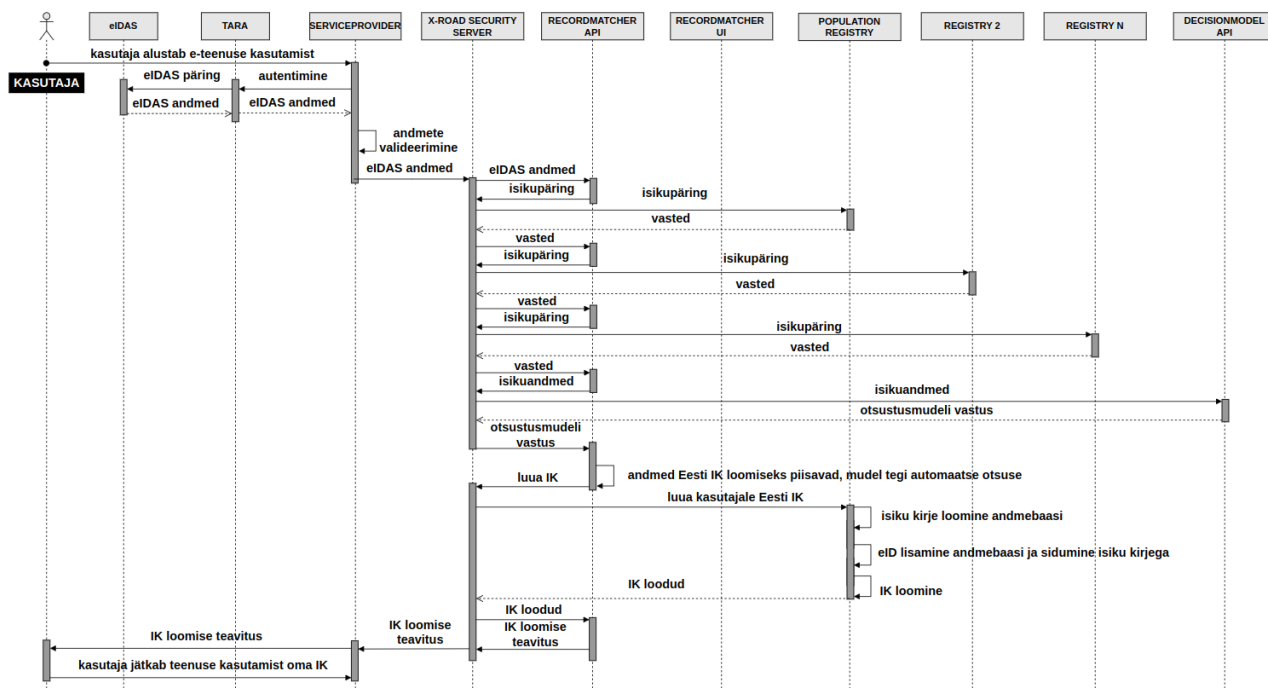 eIDAS
TARA
SERVICEPROVIDER
X-ROAD SECURITY
SERVER
RECORDMATCHER
API
RECORDMATCHER
UI
POPULATION
REGISTRY
REGISTRY 2
REGISTRY N
DECISIONMODEL
API
kasutaja alustab e-teenuse kasutamist
KASUTAJA
eIDAS päring
autentimine
eIDAS andmed
eIDAS andmed
andmete
valideerimine
eIDAS andmed
eIDAS andmed
isikupäring
isikupäring
vasted
vasted
isikupäring
isikupäring
vasted
vasted
isikupäring
isikupäring
vasted
vasted
isikuandmed
isikuandmed
otsustusmudeli vastus
otsustusmudeli
vastus
andmed Eesti IK loomiseks piisavad, mudel tegi automaatse otsuse
luua IK
luua kasutajale Eesti IK
isiku kirje loomine andmebaasi
eID lisamine andmebaasi ja sidumine isiku kirjega
IK loodud
IK loomine
IK loodud
IK loomise
teavitus
IK loomise
teavitus
IK loomise teavitus
kasutaja jätkab teenuse kasutamist oma IK